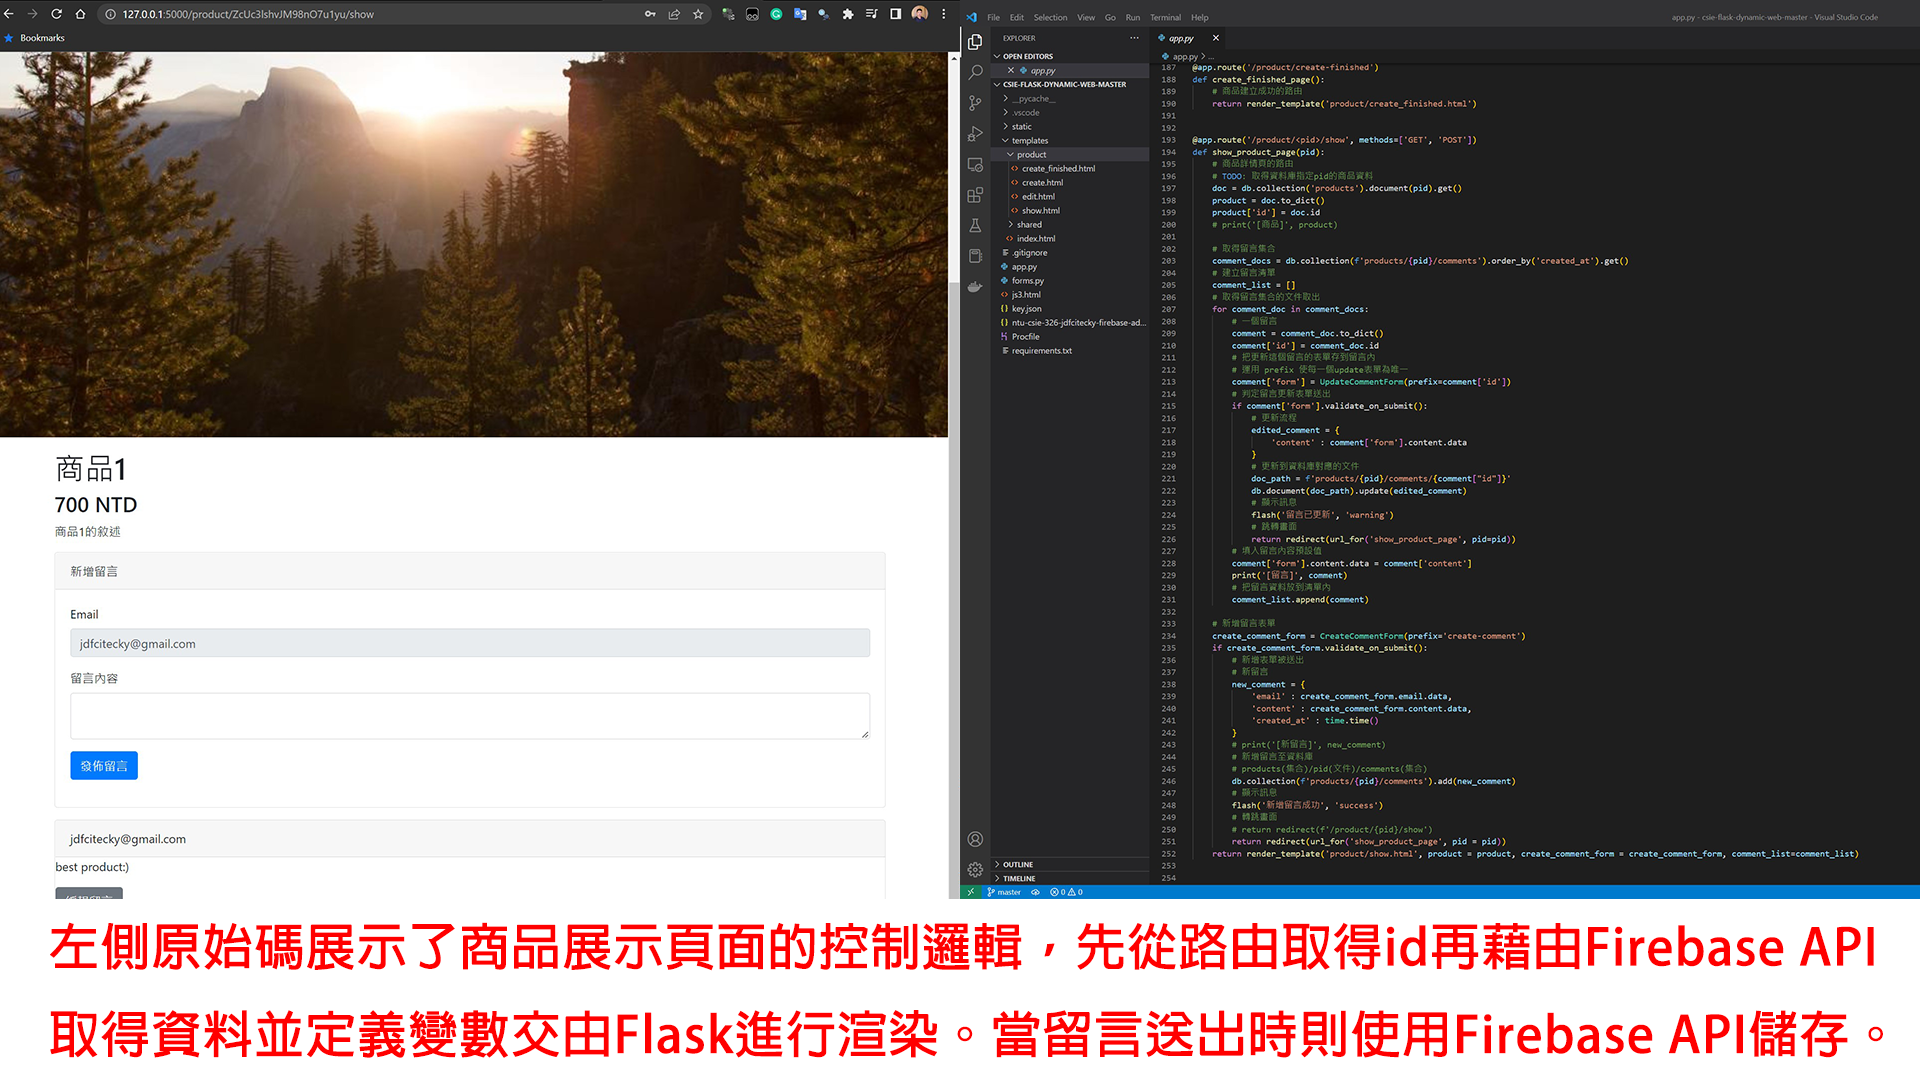 127.0.0.1:5000/product/ZcUc3lshvJM98nO7u1yu/show
Bookmarks
商品1
700 NTD
商品1的敘述
新增留言
Email
jdfcitecky@gmail.com
留言內容
發佈留言
jdfcitecky@gmail.com
best product:)
File Edit Selection View Go Run Terminal Help
app.py - csie-flask-dynamic-web-master - Visual Studio Code
EXPLORER
OPEN EDITORS
app.py
CSIE-FLASK-DYNAMIC-WEB-MASTER
__pycache__
.vscode
static
templates
product
create_finished.html
create.html
edit.html
show.html
shared
index.html
.gitignore
app.py
forms.py
js3.html
key.json
ntu-csie-326-jdfcitecky-firebase-ad...
Procfile
requirements.txt
OUTLINE
TIMELINE
master
0 0
app.py
app.py > ...
187 @app.route('/product/create-finished')
188 def create_finished_page():
189     # 商品建立成功的路由
190     return render_template('product/create_finished.html')
191
192
193 @app.route('/product/<pid>/show', methods=['GET', 'POST'])
194 def show_product_page(pid):
195     # 商品詳情頁的路由
196     # TODO: 取得資料庫指定pid的商品資料
197     doc = db.collection('products').document(pid).get()
198     product = doc.to_dict()
199     product['id'] = doc.id
200     # print('[商品]', product)
201
202     # 取得留言集合
203     comment_docs = db.collection(f'products/{pid}/comments').order_by('created_at').get()
204     # 建立留言清單
205     comment_list = []
206     # 取得留言集合的文件取出
207     for comment_doc in comment_docs:
208         # 一個留言
209         comment = comment_doc.to_dict()
210         comment['id'] = comment_doc.id
211         # 把更新這個留言的表單存到留言內
212         # 運用 prefix 使每一個update表單為唯一
213         comment['form'] = UpdateCommentForm(prefix=comment['id'])
214         # 判定留言更新表單送出
215         if comment['form'].validate_on_submit():
216             # 更新流程
217             edited_comment = {
218                 'content' : comment['form'].content.data
219             }
220             # 更新到資料庫對應的文件
221             doc_path = f'products/{pid}/comments/{comment["id"]}'
222             db.document(doc_path).update(edited_comment)
223             # 顯示訊息
224             flash('留言已更新', 'warning')
225             # 跳轉畫面
226             return redirect(url_for('show_product_page', pid=pid))
227         # 填入留言內容預設值
228         comment['form'].content.data = comment['content']
229         print('[留言]', comment)
230         # 把留言資料放到清單內
231         comment_list.append(comment)
232
233     # 新增留言表單
234     create_comment_form = CreateCommentForm(prefix='create-comment')
235     if create_comment_form.validate_on_submit():
236         # 新增表單被送出
237         # 新留言
238         new_comment = {
239             'email' : create_comment_form.email.data,
240             'content' : create_comment_form.content.data,
241             'created_at' : time.time()
242         }
243         # print('[新留言]', new_comment)
244         # 新增留言至資料庫
245         # products(集合)/pid(文件)/comments(集合)
246         db.collection(f'products/{pid}/comments').add(new_comment)
247         # 顯示訊息
248         flash('新增留言成功', 'success')
249         # 轉跳畫面
250         # return redirect(f'/product/{pid}/show')
251         return redirect(url_for('show_product_page', pid = pid))
252     return render_template('product/show.html', product = product, create_comment_form = create_comment_form, comment_list=comment_list)
253
254
左側原始碼展示了商品展示頁面的控制邏輯，先從路由取得id再藉由Firebase API
取得資料並定義變數交由Flask進行渲染。當留言送出時則使用Firebase API儲存。